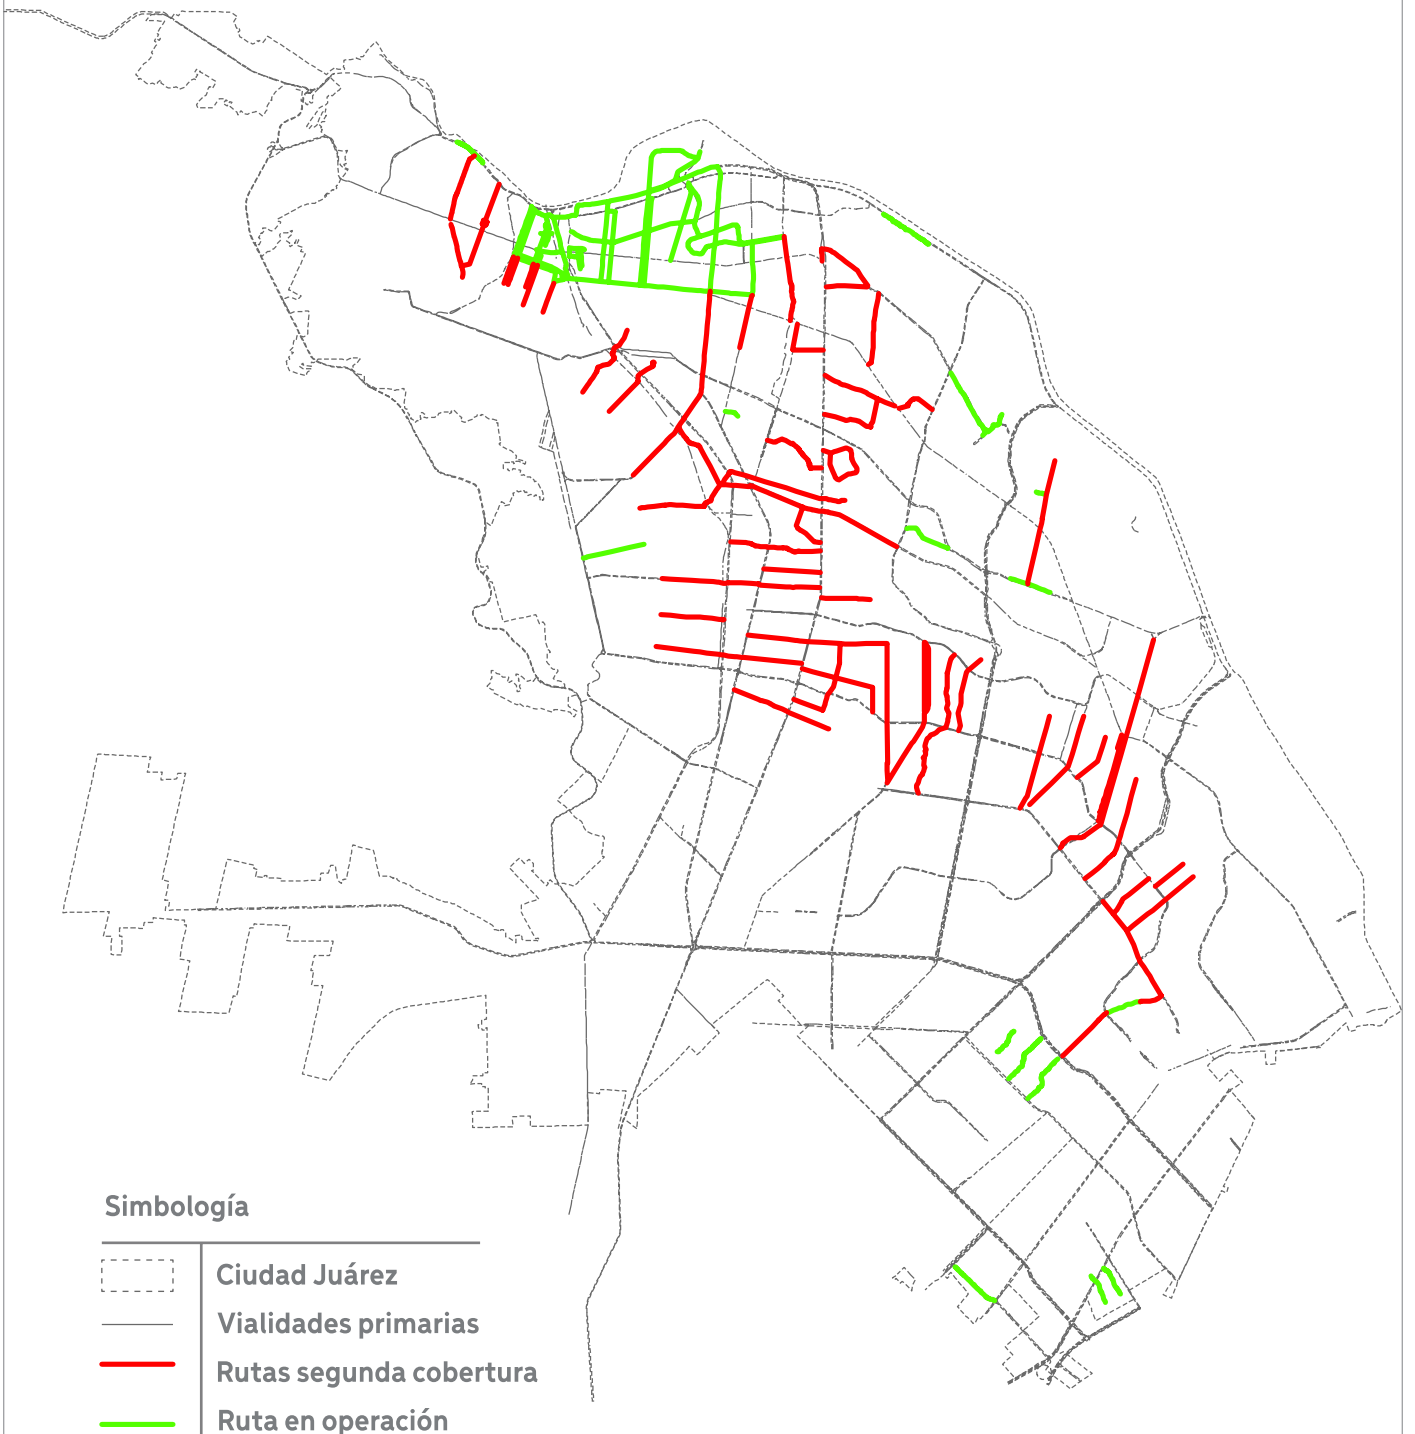 Simbología
Ciudad Juárez
Vialidades primarias
Rutas segunda cobertura
Ruta en operación